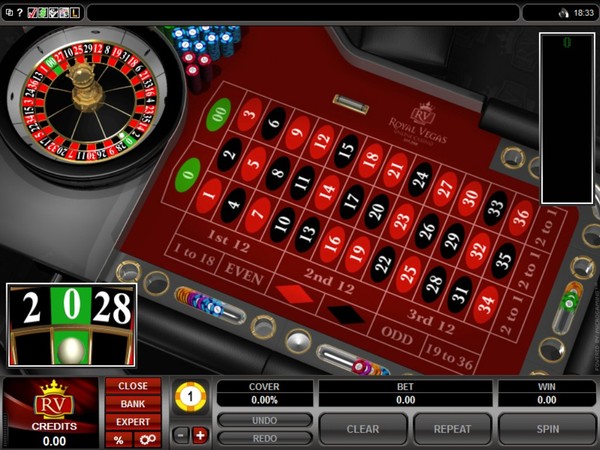 ? 18:33
0
ROYAL VEGAS
00 3 6 9 12 15 18 21 24 27 30 33 36 2 to 1
2 5 8 11 14 17 20 23 26 29 32 35 2 to 1
0 1 4 7 10 13 16 19 22 25 28 31 34 2 to 1
1st 12 2nd 12 3rd 12
1 to 18 EVEN ODD 19 to 36
2 0 28
RV
CREDITS
0.00
CLOSE
BANK
EXPERT
%
1
- +
COVER BET WIN
0.00% 0.00 0.00
UNDO
REDO
CLEAR REPEAT SPIN